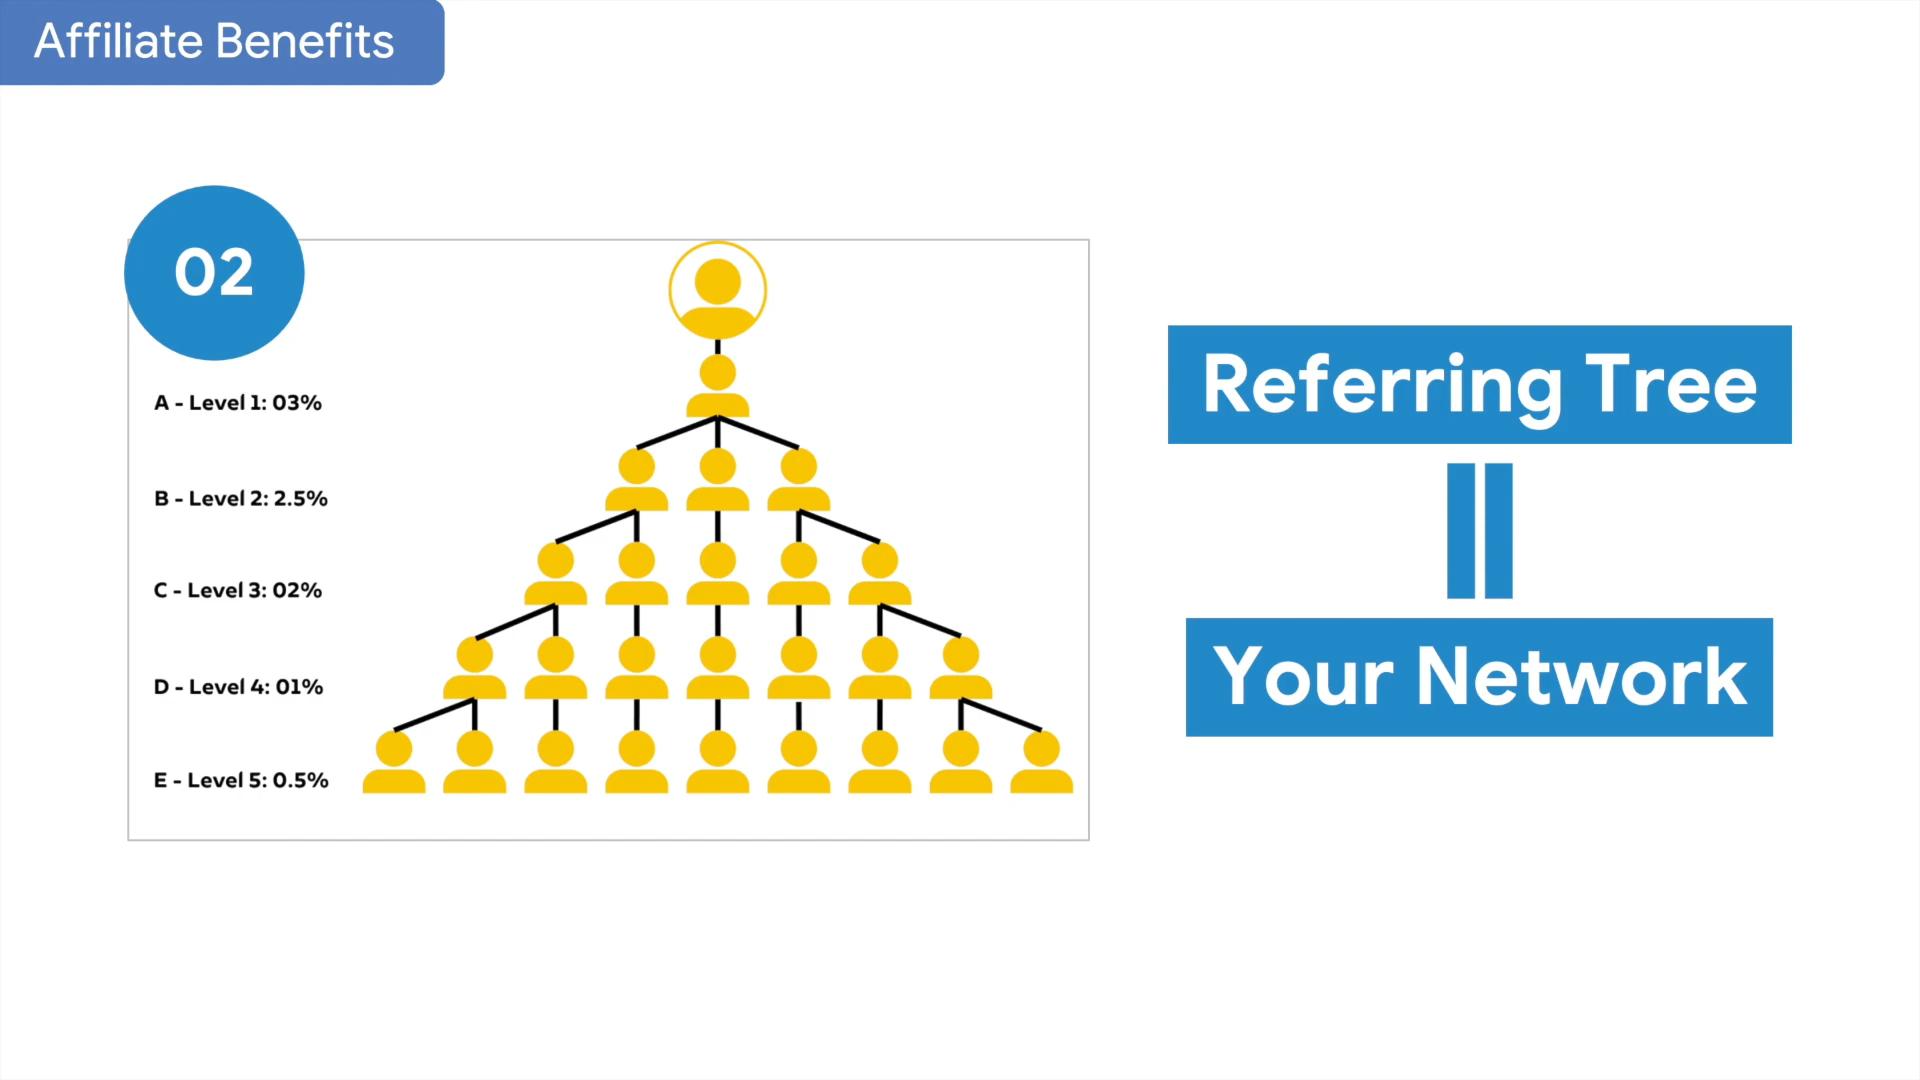 Affiliate Benefits
02
A - Level 1: 03%
B - Level 2: 2.5%
C - Level 3: 02%
D - Level 4: 01%
E - Level 5: 0.5%
Referring Tree
Your Network